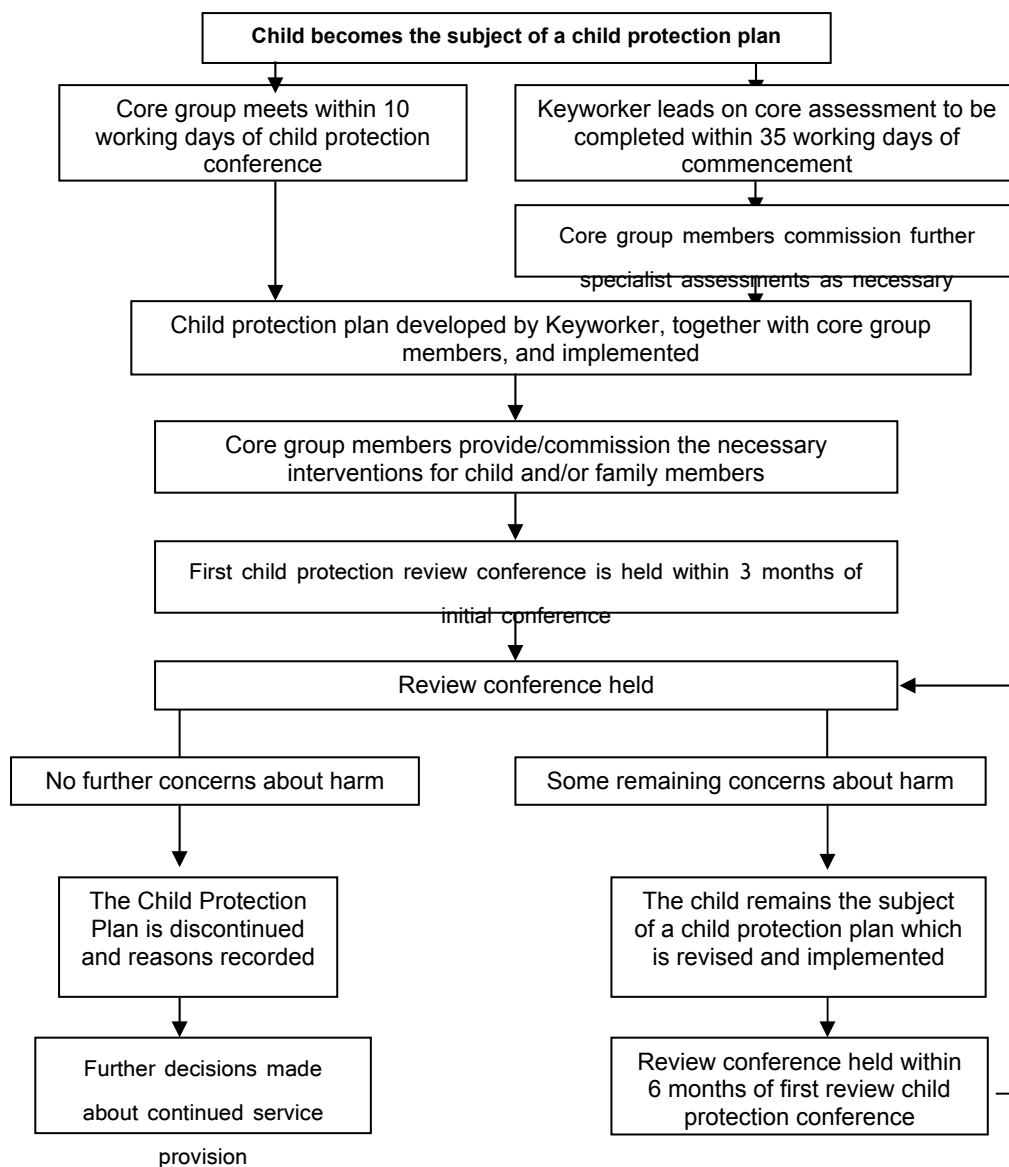 Child becomes the subject of a child protection plan
Core group meets within 10
working days of child protection
conference
Keyworker leads on core assessment to be
completed within 35 working days of
commencement
Core group members commission further
specialist assessments as necessary
Child protection plan developed by Keyworker, together with core group
members, and implemented
Core group members provide/commission the necessary
interventions for child and/or family members
First child protection review conference is held within 3 months of
initial conference
Review conference held
No further concerns about harm
Some remaining concerns about harm
The Child Protection
Plan is discontinued
and reasons recorded
The child remains the subject
of a child protection plan which
is revised and implemented
Further decisions made
about continued service
provision
Review conference held within
6 months of first review child
protection conference